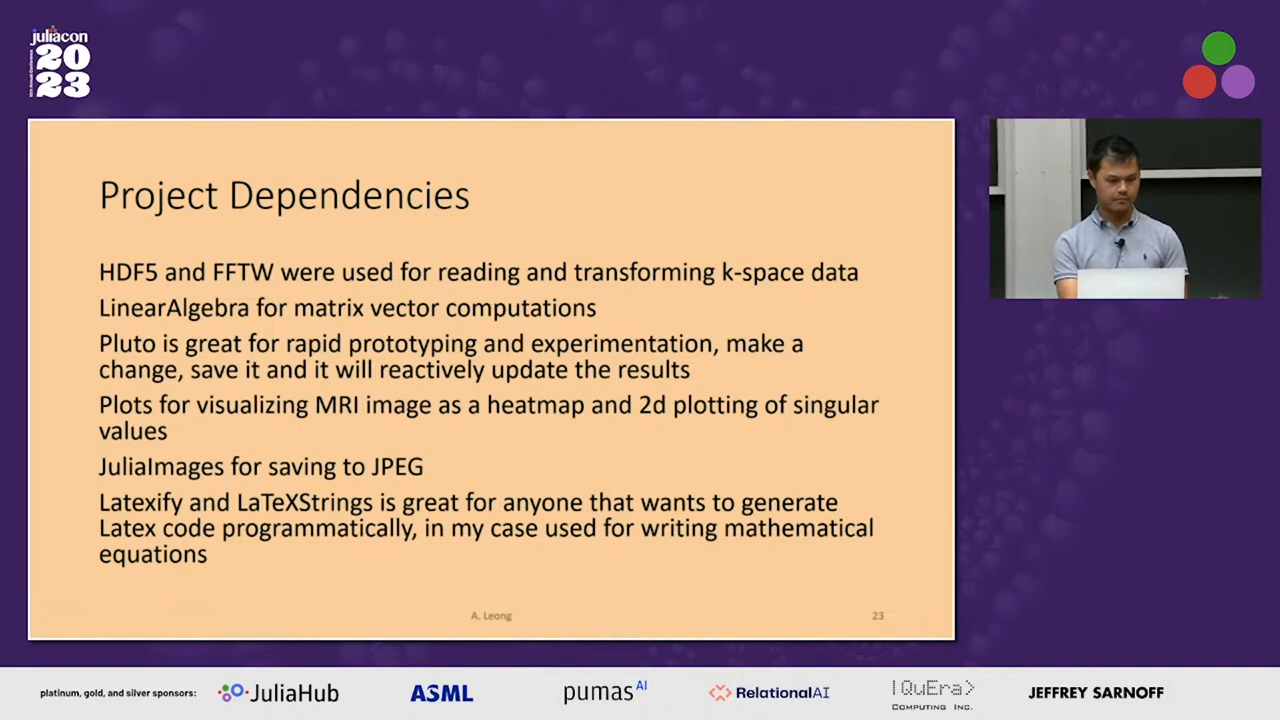 juliacon
20
23
Project Dependencies
HDF5 and FFTW were used for reading and transforming k-space data
LinearAlgebra for matrix vector computations
Pluto is great for rapid prototyping and experimentation, make a
change, save it and it will reactively update the results
Plots for visualizing MRI image as a heatmap and 2d plotting of singular
values
JuliaImages for saving to JPEG
Latexify and LaTeXStrings is great for anyone that wants to generate
Latex code programmatically, in my case used for writing mathematical
equations
A. Leong
23
platinum, gold, and silver sponsors:
JuliaHub
ASML
pumasAI
RelationalAI
|QuEra>
COMPUTING INC.
JEFFREY SARNOFF